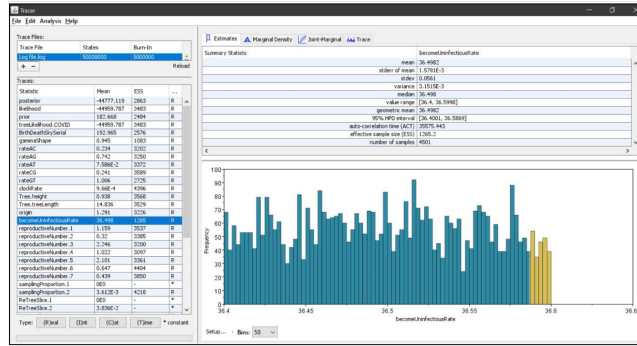 Tracer
File Edit Analysis Help
Trace Files:
Trace File States Burn-In
Log file.log 50000000 5000000
+ − Reload
Traces:
Statistic Mean ESS ...
posterior -44777.119 2863 R
likelihood -44959.787 3483 R
prior 182.668 2484 R
treeLikelihood.COVID -44959.787 3483 R
BirthDeathSkySerial 192.965 2576 R
gammaShape 0.945 1083 R
rateAC 0.234 3202 R
rateAG 0.742 3250 R
rateAT 7.586E-2 3372 R
rateCG 0.241 3589 R
rateGT 1.006 2725 R
clockRate 9.66E-4 4396 R
Tree.height 0.938 3568 R
Tree.treeLength 14.836 3529 R
origin 1.291 3226 R
becomeUninfectiousRate 36.498 1265 R
reproductiveNumber.1 1.159 3537 R
reproductiveNumber.2 0.32 3385 R
reproductiveNumber.3 2.246 3200 R
reproductiveNumber.4 1.022 3097 R
reproductiveNumber.5 2.101 3361 R
reproductiveNumber.6 0.647 4404 R
reproductiveNumber.7 0.439 3850 R
samplingProportion.1 0E0 - *
samplingProportion.2 3.612E-3 4218 R
ReTreeSlice.1 0E0 - *
ReTreeSlice.2 3.836E-2 - *
Type: (R)eal (I)nt (C)at (T)ime * constant
Estimates Marginal Density Joint-Marginal Trace
Summary Statistic becomeUninfectiousRate
mean 36.4982
stderr of mean 1.5781E-3
stdev 0.0561
variance 3.1515E-3
median 36.498
value range [36.4, 36.5998]
geometric mean 36.4982
95% HPD interval [36.4001, 36.5869]
auto-correlation time (ACT) 35575.443
effective sample size (ESS) 1265.2
number of samples 4501
100
90
80
70
60
50
40
30
20
10
0
Frequency
36.4 36.45 36.5 36.55 36.6
becomeUninfectiousRate
Setup... Bins: 50